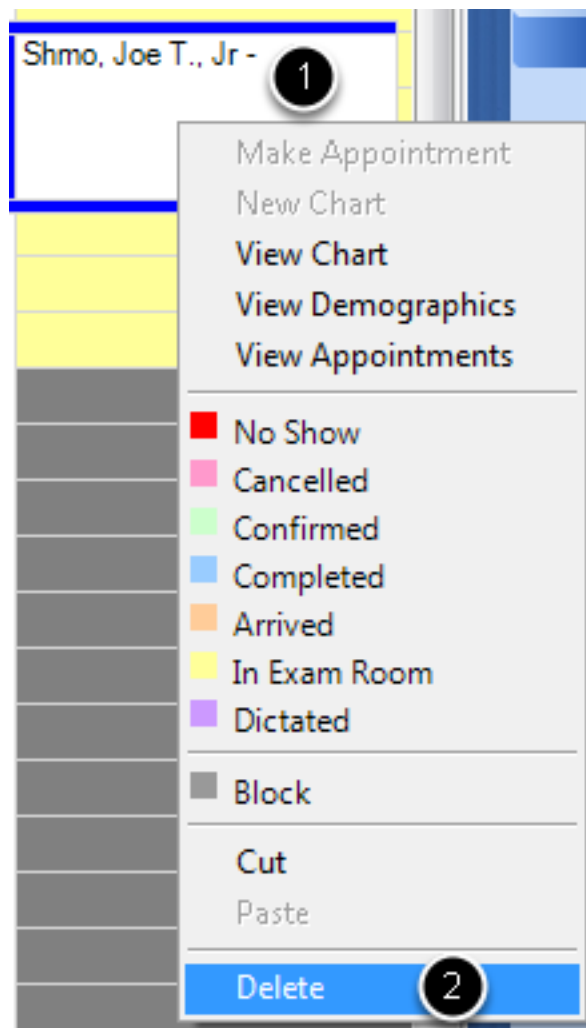 Shmo, Joe T., Jr -
1
Make Appointment
New Chart
View Chart
View Demographics
View Appointments
No Show
Cancelled
Confirmed
Completed
Arrived
In Exam Room
Dictated
Block
Cut
Paste
Delete
2